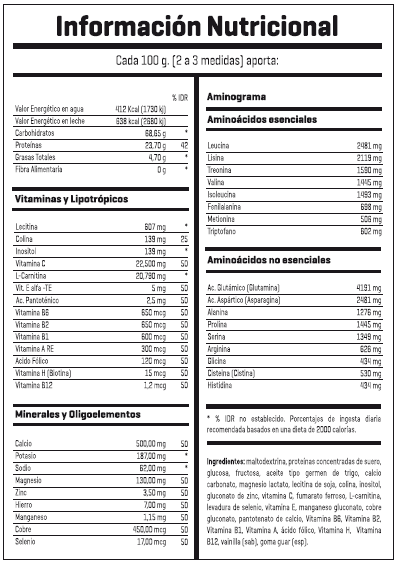 Información Nutricional
Cada 100 g. (2 a 3 medidas) aporta:
% IDR
Valor Energético en agua 412 Kcal (1730 kj)
Valor Energético en leche 638 kcal (2680 kj)
Carbohidratos 68,65 g *
Proteínas 23,70 g 42
Grasas Totales 4,70 g *
Fibra Alimentaria 0 g *
Vitaminas y Lipotrópicos
Lecitina 607 mg *
Colina 139 mg 25
Inositol 139 mg *
Vitamina C 22,500 mg 50
L-Carnitina 20,790 mg *
Vit. E alfa -TE 5 mg 50
Ac. Pantoténico 2,5 mg 50
Vitamina B6 650 mcg 50
Vitamina B2 650 mcg 50
Vitamina B1 600 mcg 50
Vitamina A RE 300 mcg 50
Acido Fólico 120 mcg 50
Vitamina H (Biotina) 15 mcg 50
Vitamina B12 1,2 mcg 50
Minerales y Oligoelementos
Calcio 500,00 mg 50
Potasio 187,00 mg *
Sodio 62,00 mg *
Magnesio 130,00 mg 50
Zinc 3,50 mg 50
Hierro 7,00 mg 50
Manganeso 1,15 mg 50
Cobre 450,00 mcg 50
Selenio 17,00 mcg 50
Aminograma
Aminoácidos esenciales
Leucina 2481 mg
Lisina 2119 mg
Treonina 1590 mg
Valina 1445 mg
Isoleucina 1493 mg
Fenilalanina 698 mg
Metionina 506 mg
Triptofano 602 mg
Aminoácidos no esenciales
Ac. Glutámico (Glutamina) 4191 mg
Ac. Aspártico (Asparagina) 2481 mg
Alanina 1276 mg
Prolina 1445 mg
Serina 1349 mg
Arginina 626 mg
Glicina 434 mg
Cisteina (Cistina) 530 mg
Histidina 434 mg
* % IDR no establecido. Porcentajes de ingesta diaria
recomendada basados en una dieta de 2000 calorías.
Ingredientes: maltodextrina, proteínas concentradas de suero,
glucosa, fructosa, aceite tipo germen de trigo, calcio
carbonato, magnesio lactato, lecitina de soja, colina, inositol,
gluconato de zinc, vitamina C, fumarato ferroso, L-carnitina,
levadura de selenio, vitamina E, manganeso gluconato, cobre
gluconato, pantotenato de calcio, Vitamina B6, Vitamina B2,
Vitamina B1, Vitamina A, ácido fólico, Vitamina H, Vitamina
B12, vainilla (sab), goma guar (esp).